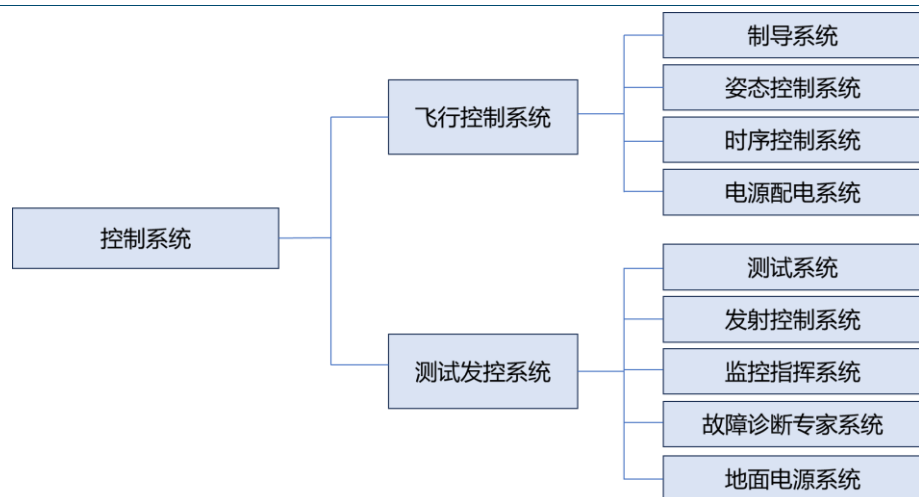 制导系统
姿态控制系统
飞行控制系统
时序控制系统
电源配电系统
控制系统
测试系统
发射控制系统
测试发控系统
监控指挥系统
故障诊断专家系统
地面电源系统